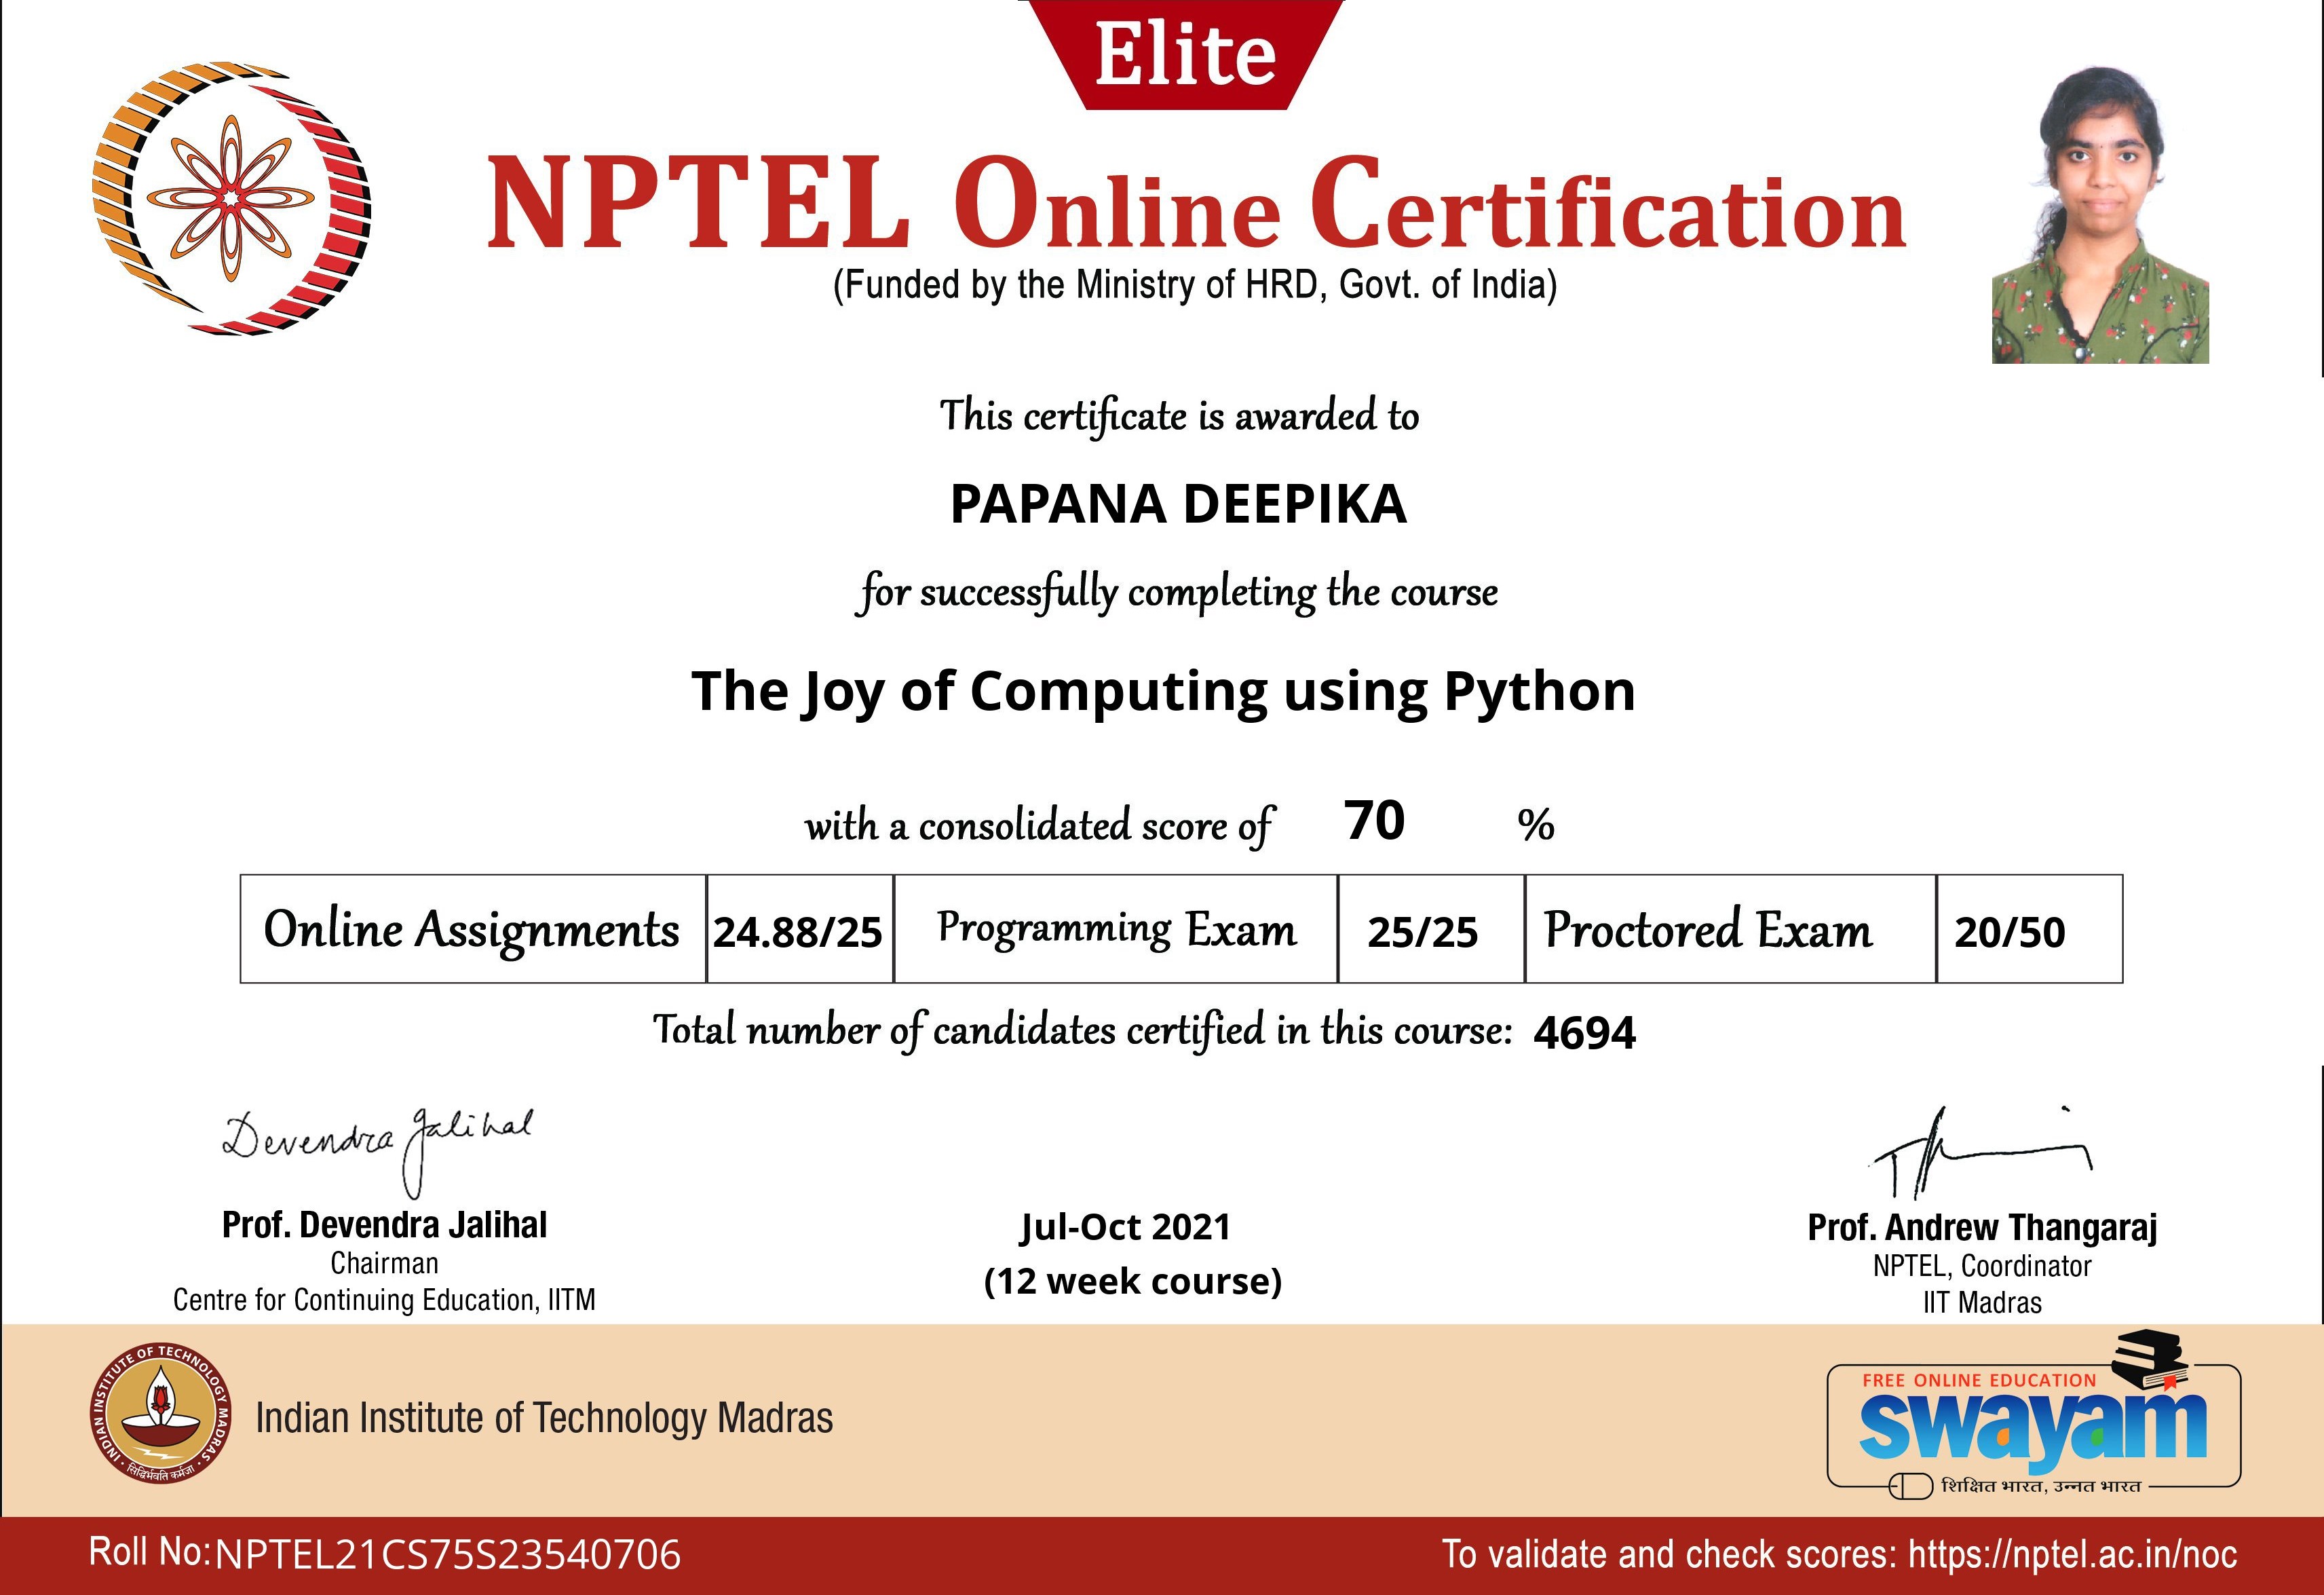 Elite
NPTEL Online Certification
(Funded by the Ministry of HRD, Govt. of India)
This certificate is awarded to
PAPANA DEEPIKA
for successfully completing the course
The Joy of Computing using Python
with a consolidated score of 70 %
Online Assignments 24.88/25 Programming Exam 25/25 Proctored Exam 20/50
Total number of candidates certified in this course: 4694
Devendra Jalihal
Prof. Devendra Jalihal
Chairman
Centre for Continuing Education, IITM
Jul-Oct 2021
(12 week course)
Prof. Andrew Thangaraj
NPTEL, Coordinator
IIT Madras
INDIAN INSTITUTE OF TECHNOLOGY MADRAS
सिद्धिर्भवति कर्मजा
Indian Institute of Technology Madras
FREE ONLINE EDUCATION
swayam
शिक्षित भारत, उन्नत भारत
Roll No:NPTEL21CS75S23540706
To validate and check scores: https://nptel.ac.in/noc